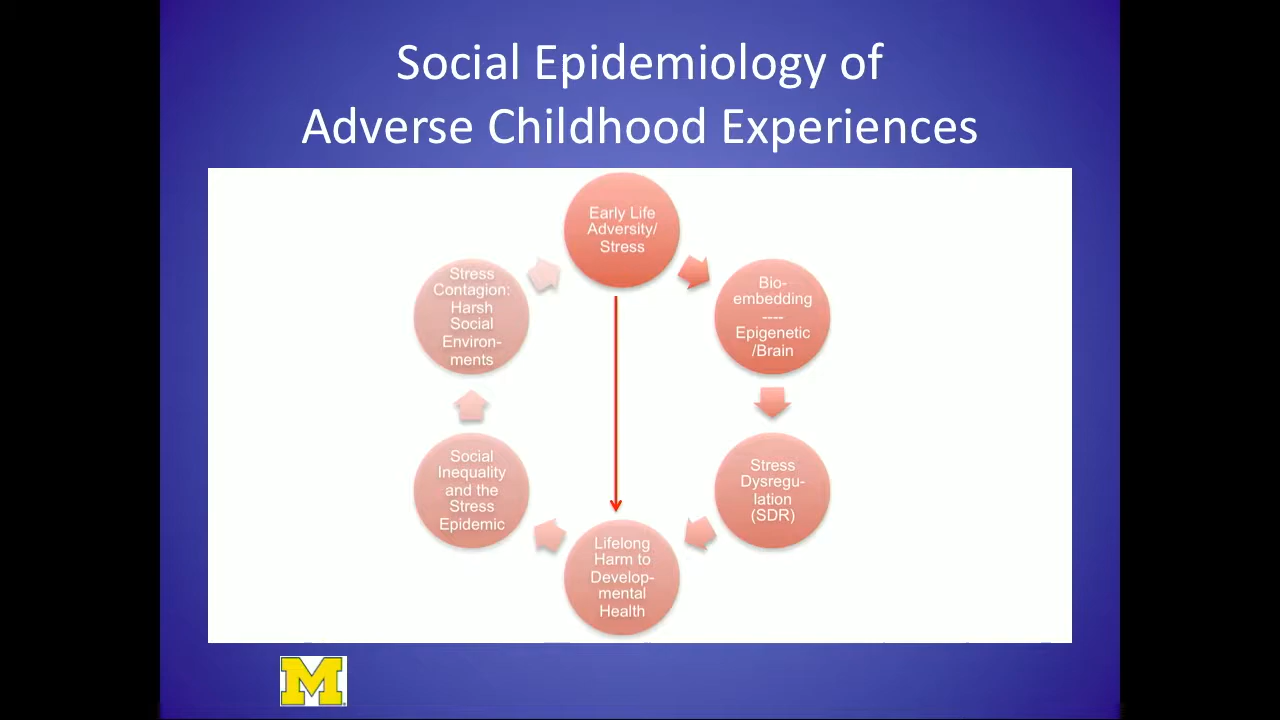 Social Epidemiology of
Adverse Childhood Experiences
Early Life
Adversity/
Stress
Bio-
embedding
----
Epigenetic
/Brain
Stress
Dysregu-
lation
(SDR)
Lifelong
Harm to
Develop-
mental
Health
Social
Inequality
and the
Stress
Epidemic
Stress
Contagion:
Harsh
Social
Environ-
ments
M